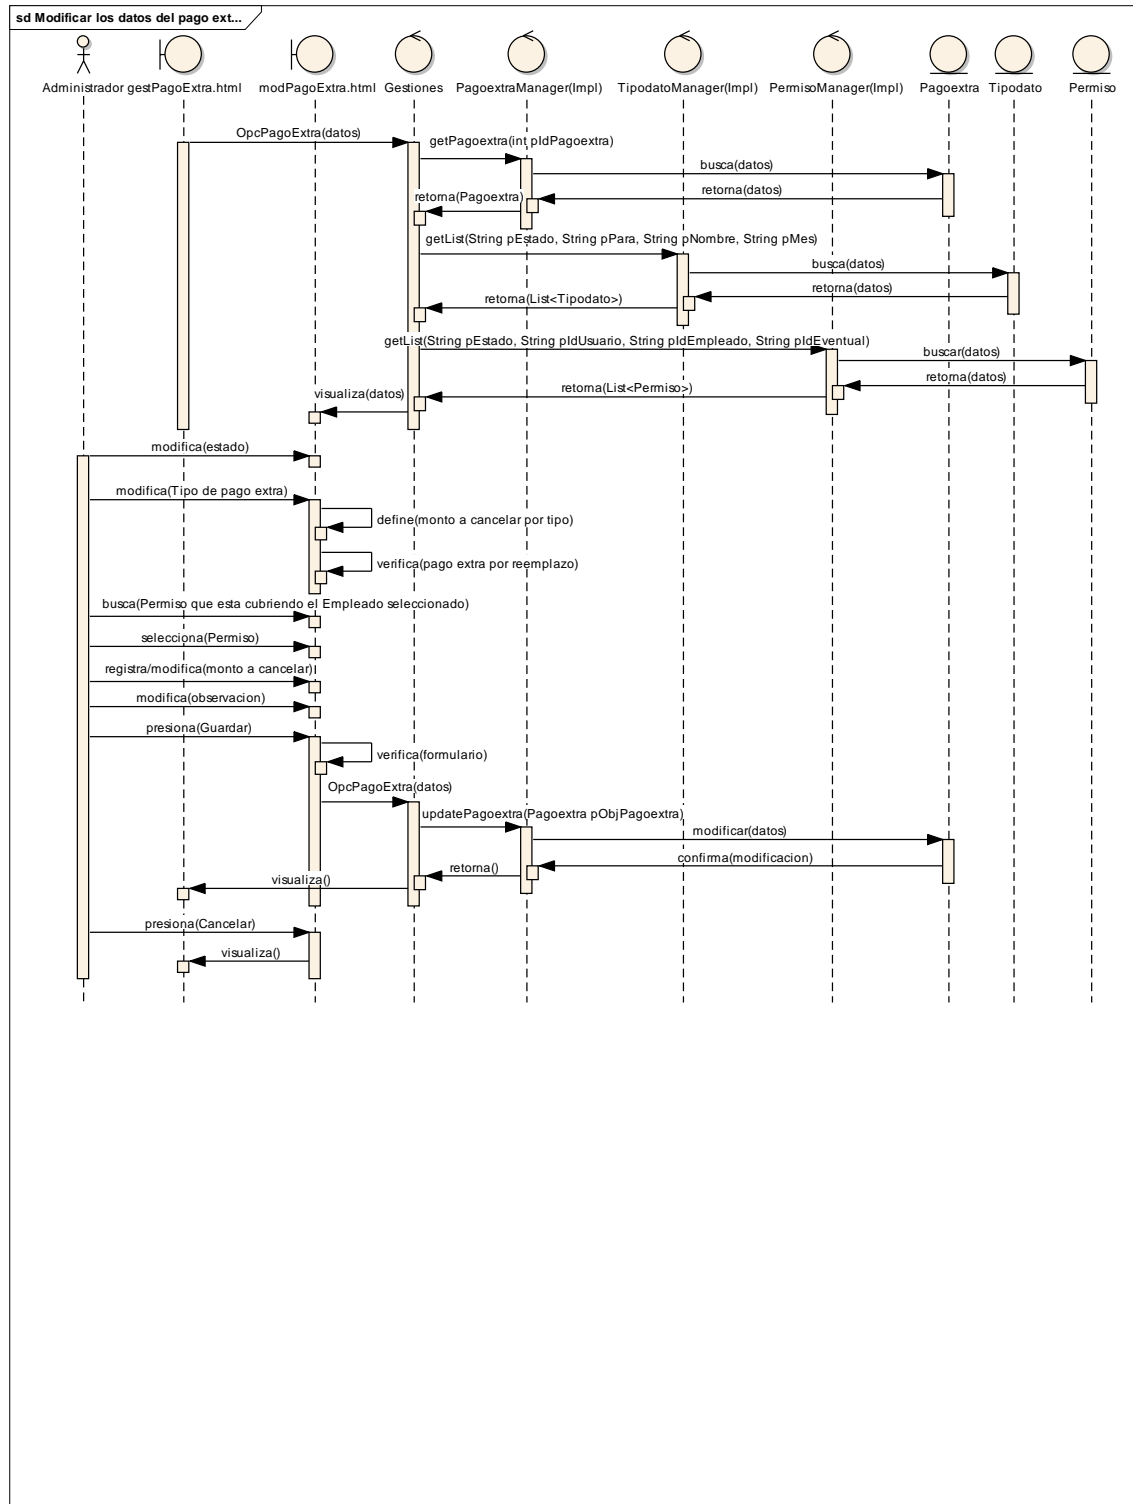 sd Modificar los datos del pago ext...
Administrador gestPagoExtra.html modPagoExtra.html Gestiones PagoextraManager(Impl) TipodatoManager(Impl) PermisoManager(Impl) Pagoextra Tipodato Permiso
OpcPagoExtra(datos)
getPagoextra(int pIdPagoextra)
busca(datos)
retorna(datos)
retorna(Pagoextra)
getList(String pEstado, String pPara, String pNombre, String pMes)
busca(datos)
retorna(datos)
retorna(List<Tipodato>)
getList(String pEstado, String pIdUsuario, String pIdEmpleado, String pIdEventual)
buscar(datos)
retorna(datos)
retorna(List<Permiso>)
visualiza(datos)
modifica(estado)
modifica(Tipo de pago extra)
define(monto a cancelar por tipo)
verifica(pago extra por reemplazo)
busca(Permiso que esta cubriendo el Empleado seleccionado)
selecciona(Permiso)
registra/modifica(monto a cancelar)
modifica(observacion)
presiona(Guardar)
verifica(formulario)
OpcPagoExtra(datos)
updatePagoextra(Pagoextra pObjPagoextra)
modificar(datos)
confirma(modificacion)
retorna()
visualiza()
presiona(Cancelar)
visualiza()